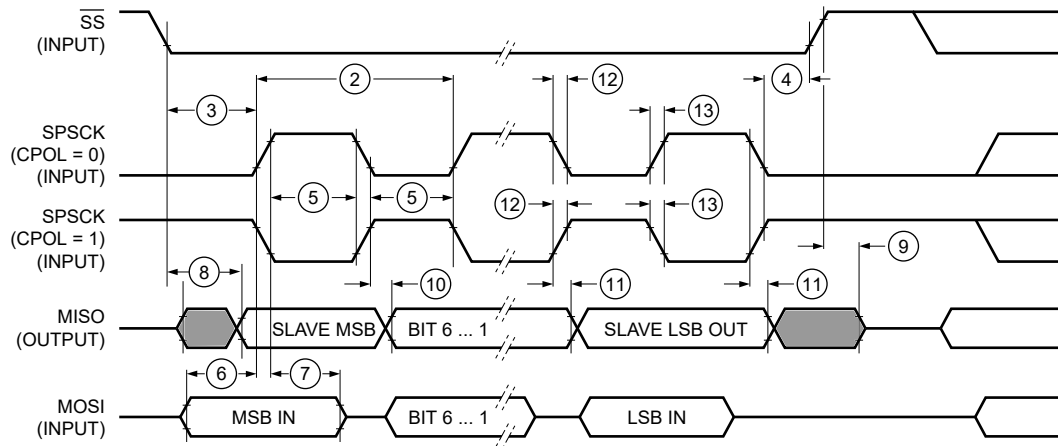 SS
(INPUT)
2
12
4
3
13
SPSCK
(CPOL = 0)
(INPUT)
5
5
12
13
SPSCK
(CPOL = 1)
(INPUT)
9
8
10
11
11
MISO
(OUTPUT)
SLAVE MSB
BIT 6 ... 1
SLAVE LSB OUT
6
7
MOSI
(INPUT)
MSB IN
BIT 6 ... 1
LSB IN